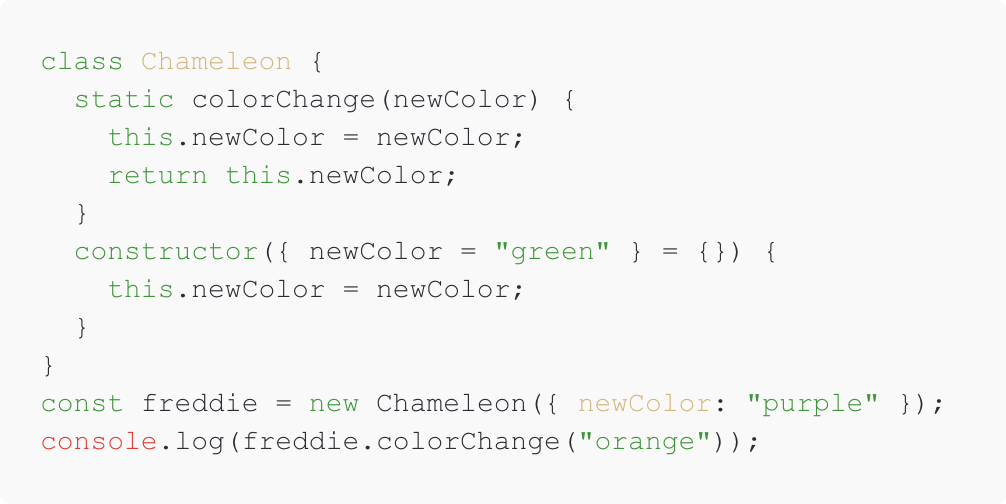 class Chameleon {
  static colorChange(newColor) {
    this.newColor = newColor;
    return this.newColor;
  }
  constructor({ newColor = "green" } = {}) {
    this.newColor = newColor;
  }
}
const freddie = new Chameleon({ newColor: "purple" });
console.log(freddie.colorChange("orange"));